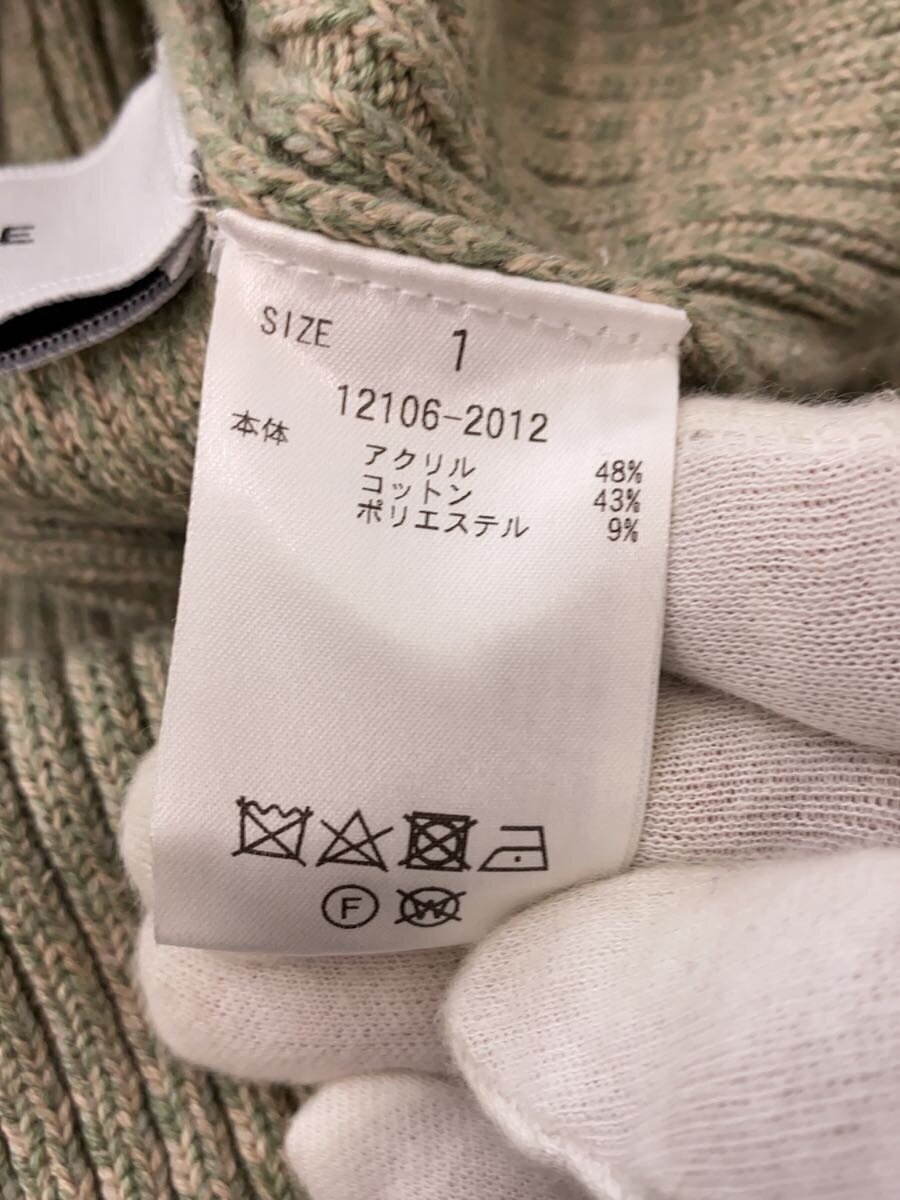 E
SIZE 1
12106-2012
本体
アクリル 48%
コットン 43%
ポリエステル 9%
F W